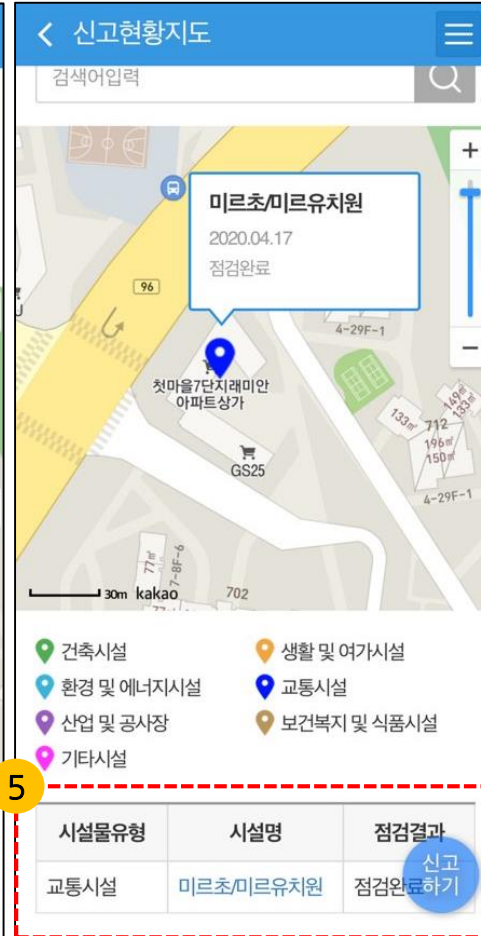 신고현황지도
검색어입력
미르초/미르유치원
2020.04.17
점검완료
96
4-29F-1
첫마을7단지래미안
아파트상가
GS25
149㎡
133㎡
133㎡
712
196㎡
150㎡
4-29F-1
77㎡
7-8F-6
702
30m kakao
건축시설
생활 및 여가시설
환경 및 에너지시설
교통시설
산업 및 공사장
보건복지 및 식품시설
기타시설
5
시설물유형 시설명 점검결과
교통시설 미르초/미르유치원 점검완
신고
하기